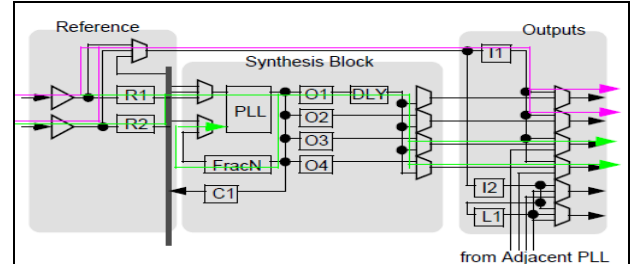 Reference
Outputs
Synthesis Block
I1
R1
R2
PLL
O1
DLY
O2
O3
O4
FracN
C1
I2
L1
from Adjacent PLL